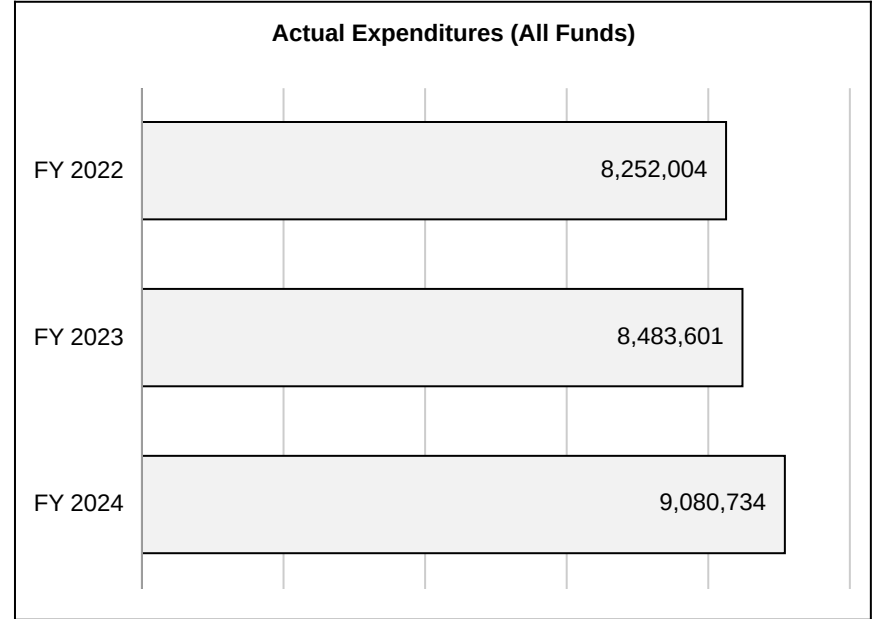 Actual Expenditures (All Funds)
FY 2022 8,252,004
FY 2023 8,483,601
FY 2024 9,080,734